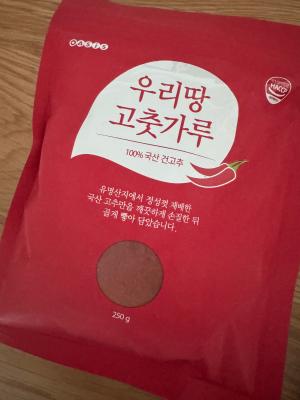 OASIS
우리땅
고춧가루
100% 국산 건고추
HACCP
유명산지에서 정성껏 재배한
국산 고추만을 깨끗하게 손질한 뒤
곱게 빻아 담았습니다.
250 g